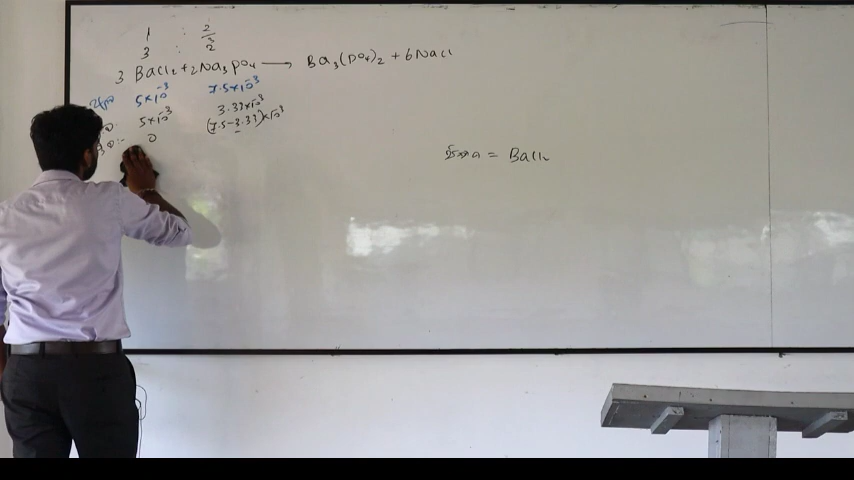 1 : 2/3
3 : 2
3 BaCl₂ + 2Na₃PO₄ ⟶ Ba₃(PO₄)₂ + 6NaCl
5×10⁻³ 7.5×10⁻³
5×10⁻³ 3.33×10⁻³
0 (7.5-3.33)×10⁻³
= BaCl₂